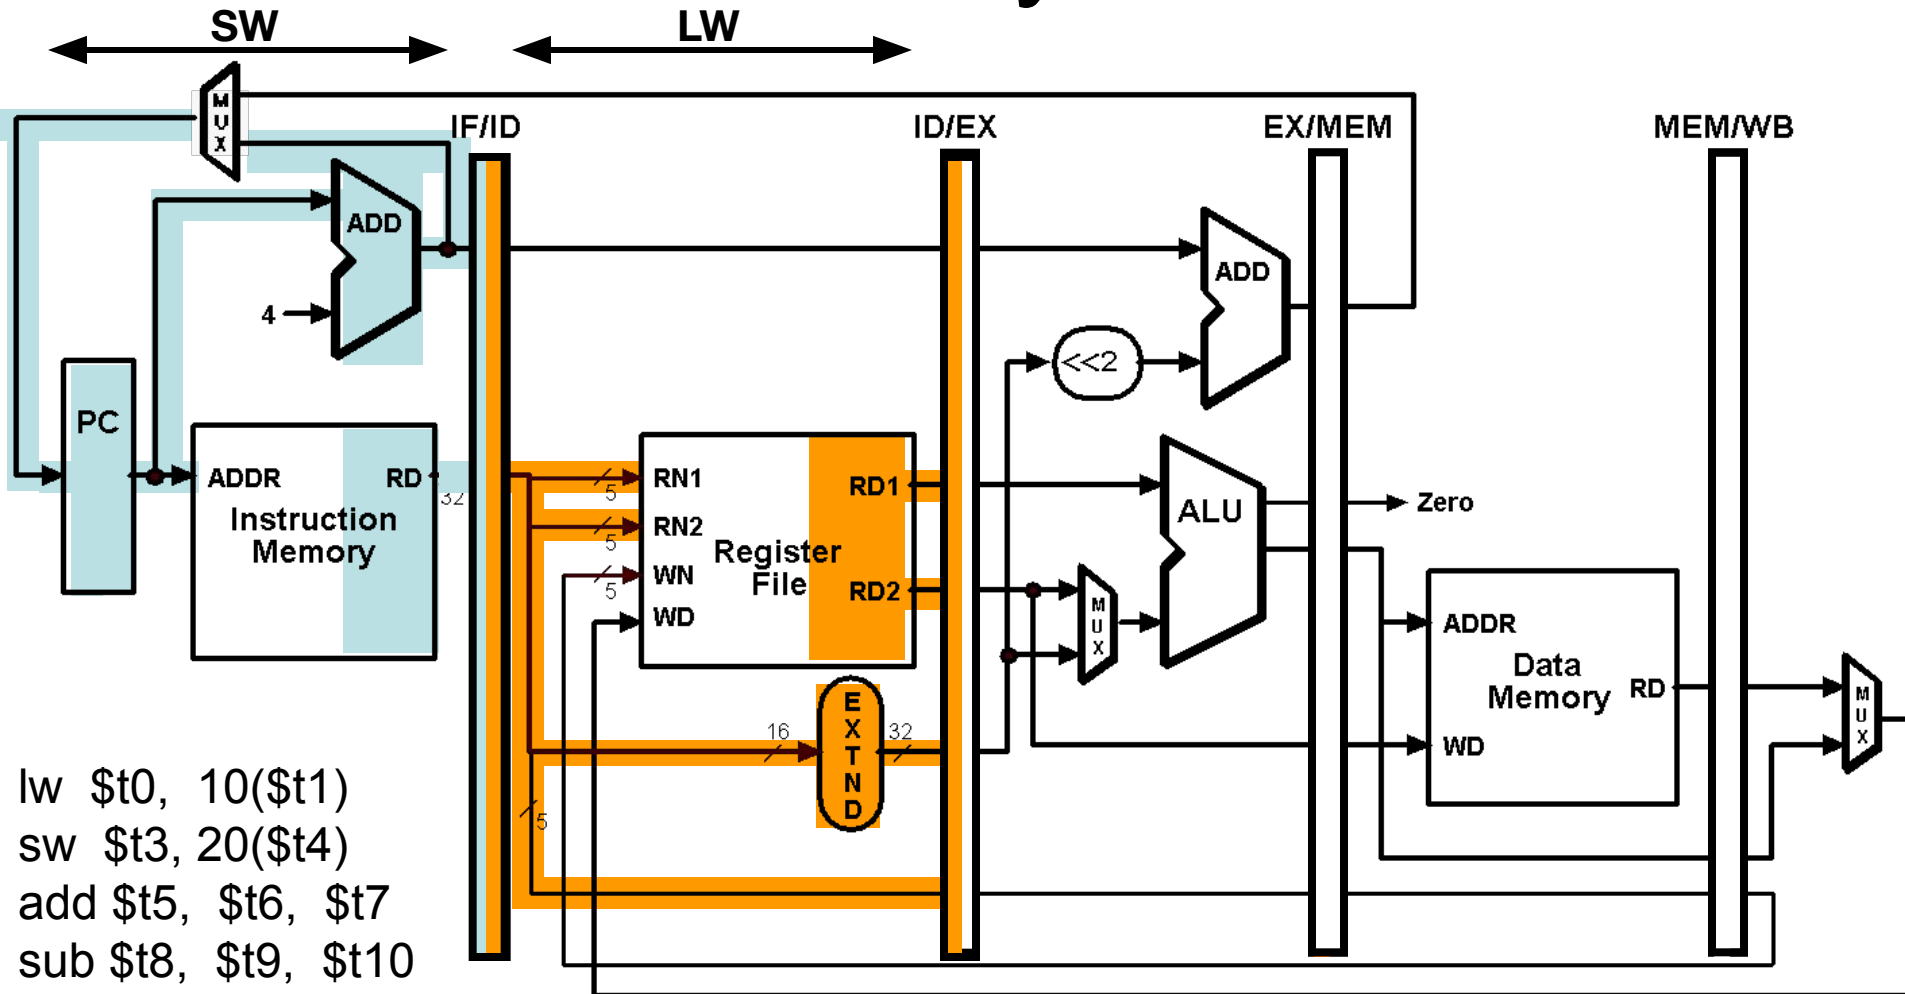 SW
LW
M
U
X
IF/ID
ID/EX
EX/MEM
MEM/WB
ADD
4
ADD
<<2
PC
ADDR
RD
32
Instruction
Memory
5
RN1
5
RN2
5
WN
WD
Register
File
RD1
RD2
ALU
Zero
M
U
X
ADDR
Data
Memory
RD
WD
M
U
X
16
E
X
T
N
D
32
5
lw $t0, 10($t1)
sw $t3, 20($t4)
add $t5, $t6, $t7
sub $t8, $t9, $t10